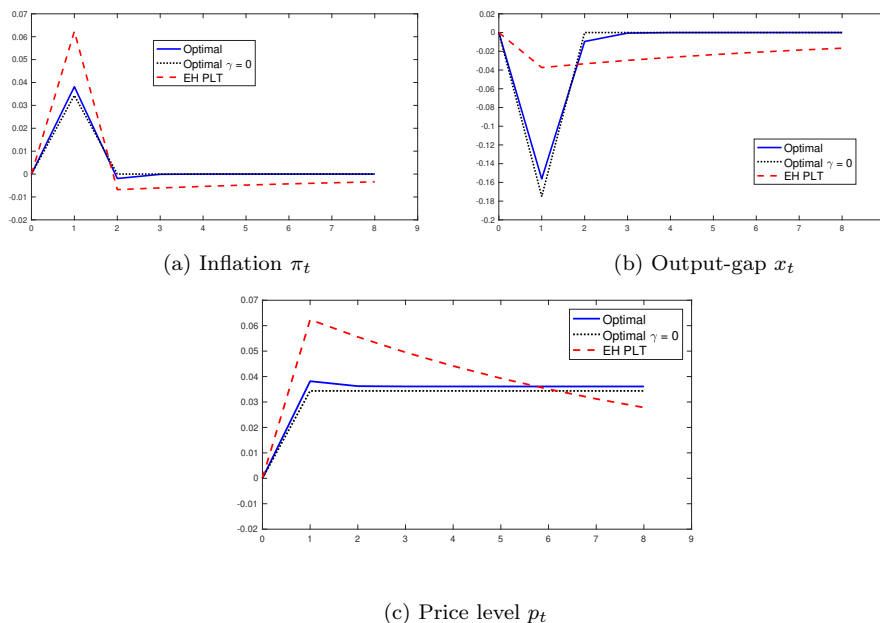 0.07
0.06
0.05
0.04
0.03
0.02
0.01
0
-0.01
-0.02
0 1 2 3 4 5 6 7 8 9
Optimal
Optimal γ = 0
EH PLT
(a) Inflation πt
0.02
0
-0.02
-0.04
-0.06
-0.08
-0.1
-0.12
-0.14
-0.16
-0.18
-0.2
0 1 2 3 4 5 6 7 8
Optimal
Optimal γ = 0
EH PLT
(b) Output-gap xt
0.07
0.06
0.05
0.04
0.03
0.02
0.01
0
-0.01
-0.02
0 1 2 3 4 5 6 7 8 9
Optimal
Optimal γ = 0
EH PLT
(c) Price level pt